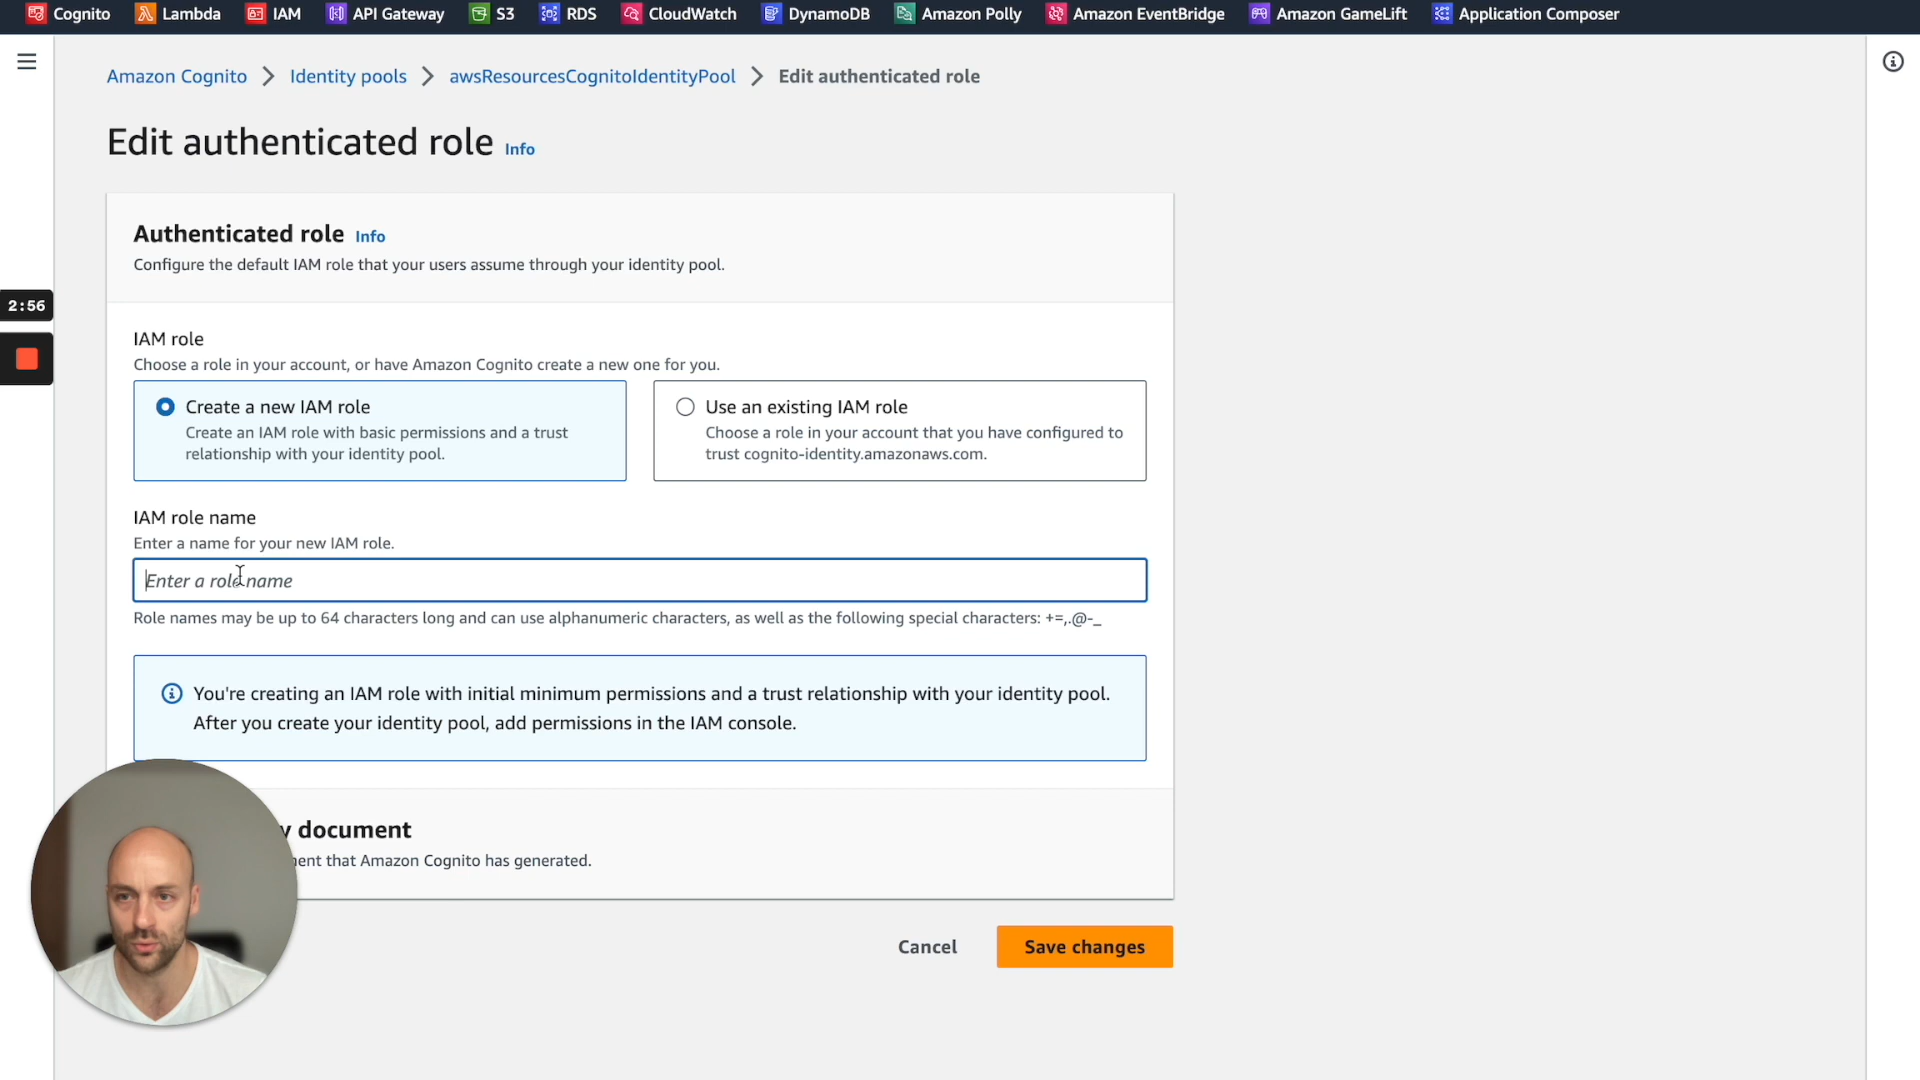 Cognito Lambda IAM API Gateway S3 RDS CloudWatch DynamoDB Amazon Polly Amazon EventBridge Amazon GameLift Application Composer
Amazon Cognito Identity pools awsResourcesCognitoIdentityPool Edit authenticated role
Edit authenticated role Info
Authenticated role Info
Configure the default IAM role that your users assume through your identity pool.
2:56
IAM role
Choose a role in your account, or have Amazon Cognito create a new one for you.
Create a new IAM role
Create an IAM role with basic permissions and a trust
relationship with your identity pool.
Use an existing IAM role
Choose a role in your account that you have configured to
trust cognito-identity.amazonaws.com.
IAM role name
Enter a name for your new IAM role.
Enter a role name
Role names may be up to 64 characters long and can use alphanumeric characters, as well as the following special characters: +=,.@-_
You're creating an IAM role with initial minimum permissions and a trust relationship with your identity pool.
After you create your identity pool, add permissions in the IAM console.
document
that Amazon Cognito has generated.
Cancel Save changes